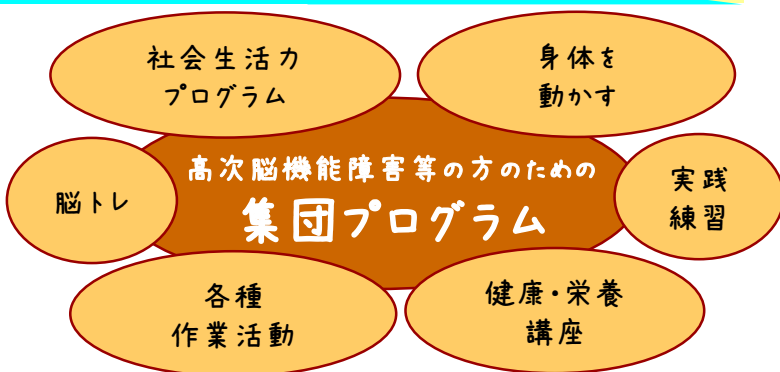 社会生活力
プログラム
身体を
動かす
高次脳機能障害等の方のための
集団プログラム
脳トレ
実践
練習
各種
作業活動
健康・栄養
講座